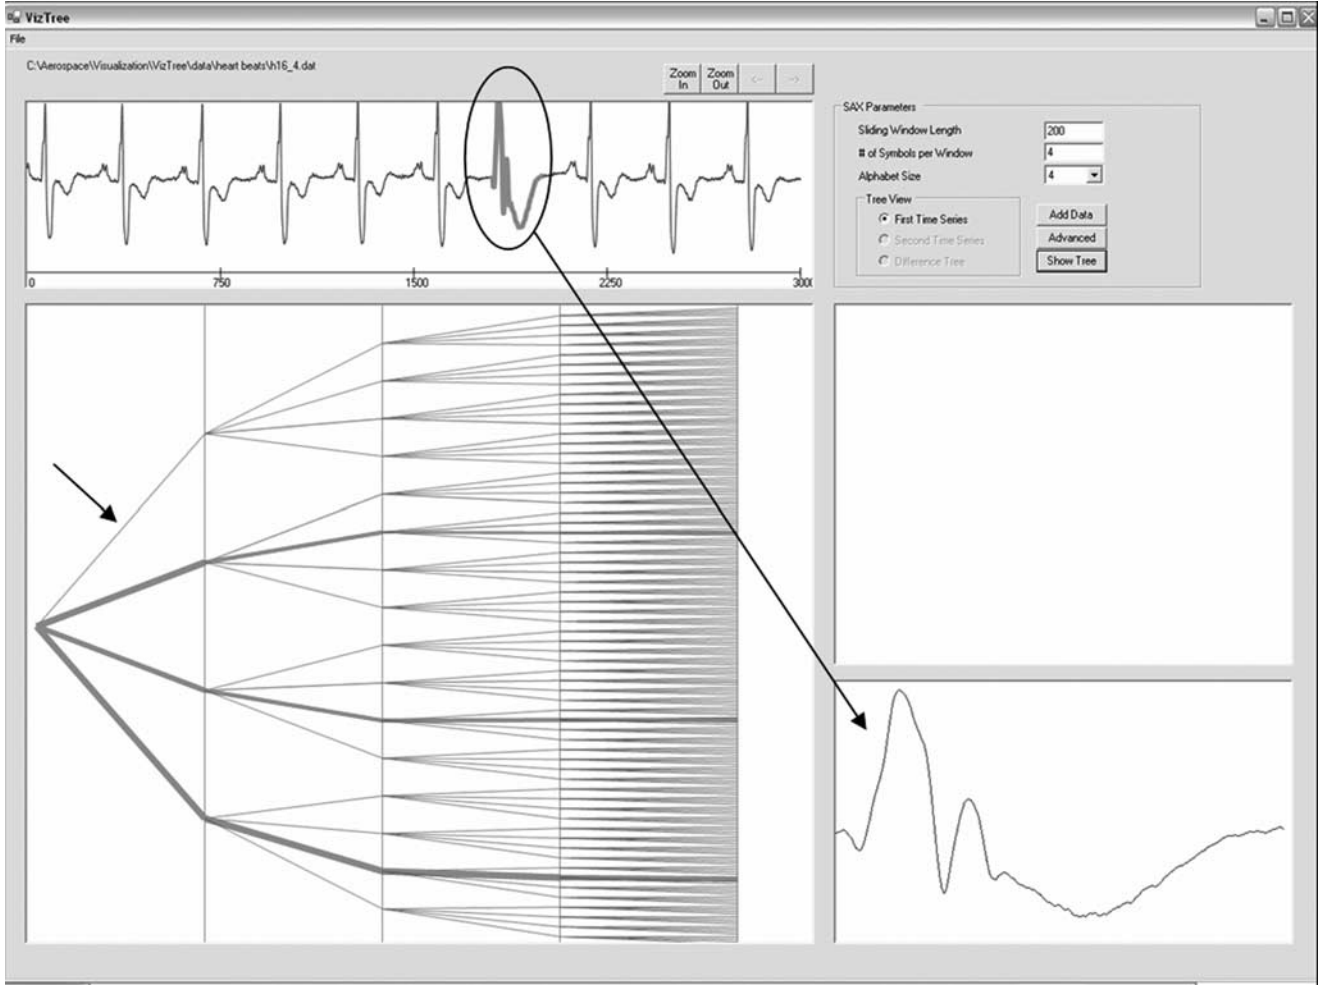 VizTree
File
C:\Aerospace\Visualization\VizTree\data\heart beats\h16_4.dat
Zoom In
Zoom Out
<--
-->
SAX Parameters
Sliding Window Length 200
# of Symbols per Window 4
Alphabet Size 4
Tree View
First Time Series
Second Time Series
Difference Tree
Add Data
Advanced
Show Tree
0 750 1500 2250 300